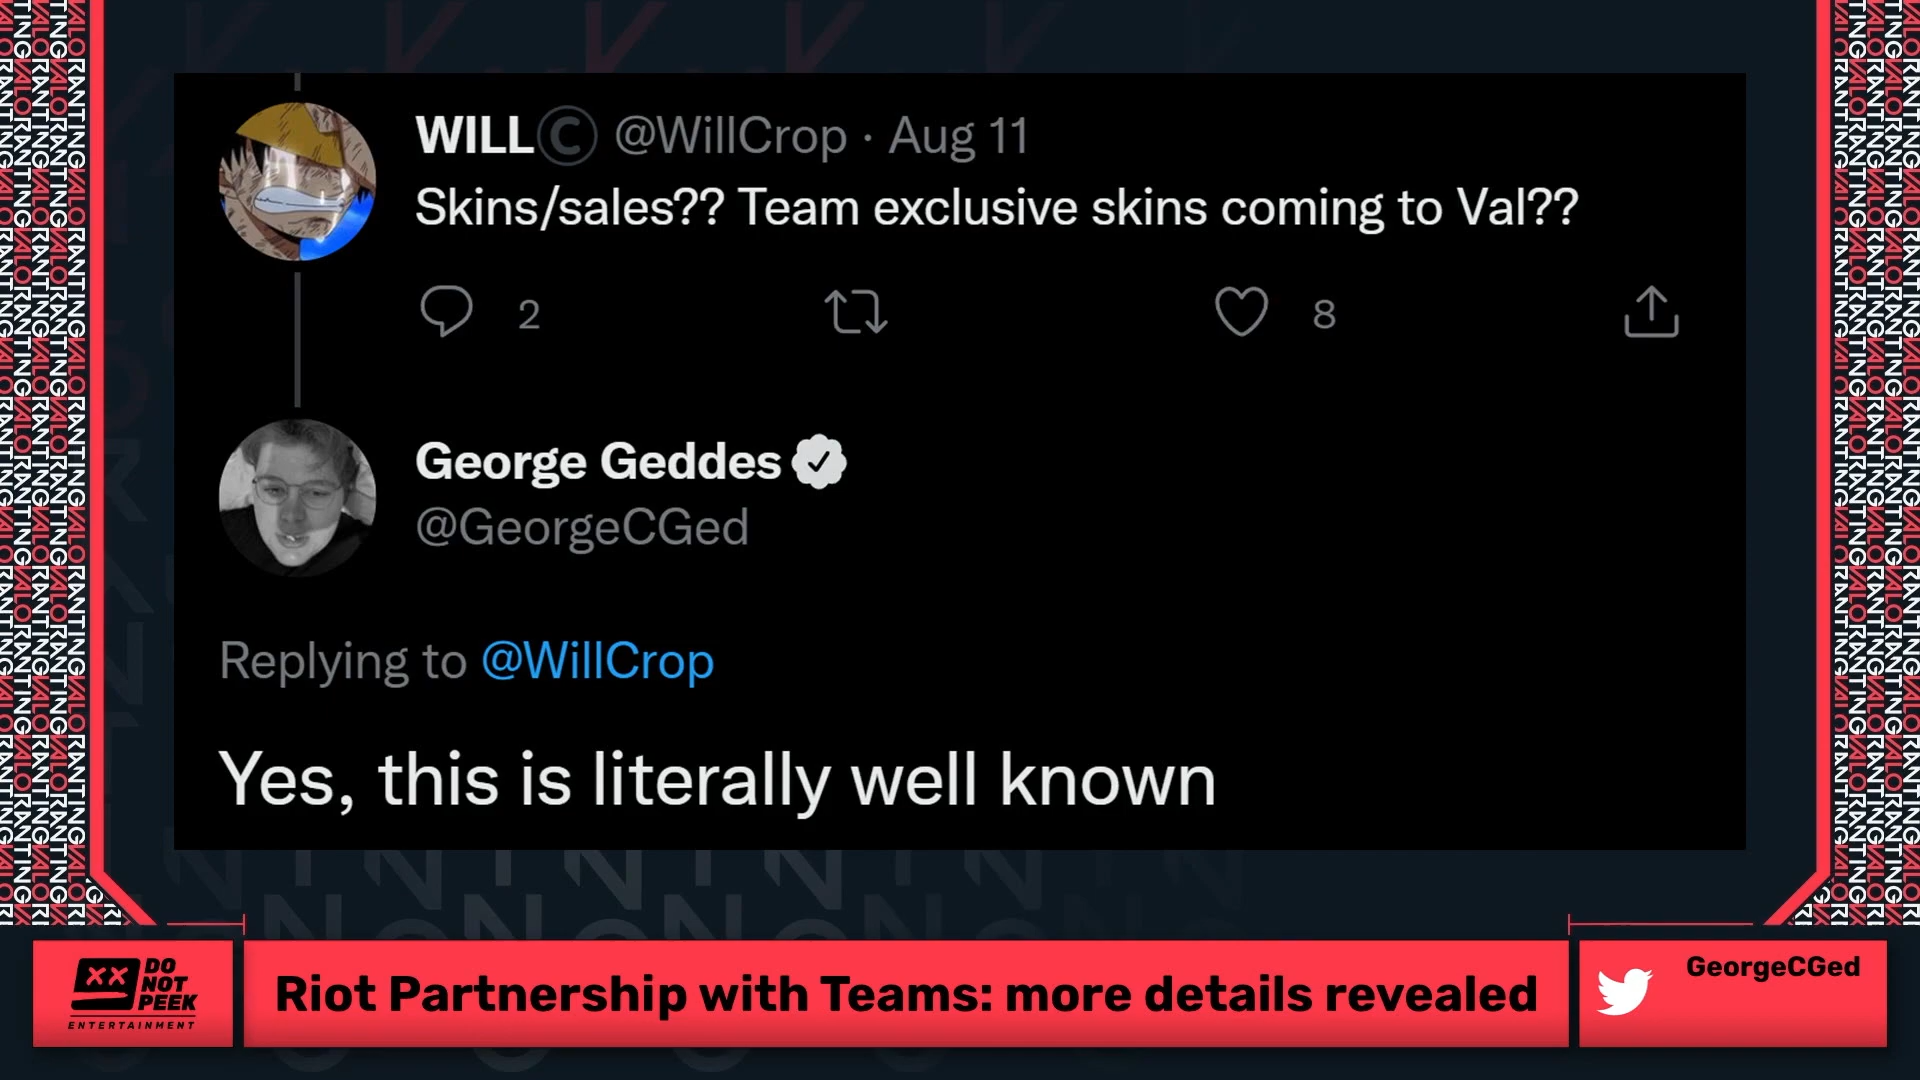 WILL © @WillCrop · Aug 11
Skins/sales?? Team exclusive skins coming to Val??
2 8
George Geddes
@GeorgeCGed
Replying to @WillCrop
Yes, this is literally well known
DO
NOT
PEEK
ENTERTAINMENT
Riot Partnership with Teams: more details revealed
GeorgeCGed
VALORANTING